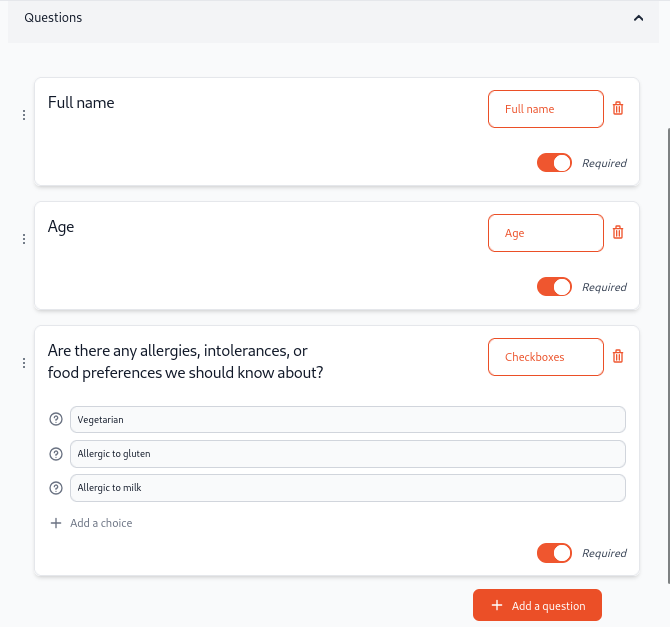 Questions
Full name
Full name
Required
Age
Age
Required
Are there any allergies, intolerances, or
food preferences we should know about?
Checkboxes
Vegetarian
Allergic to gluten
Allergic to milk
Add a choice
Required
Add a question